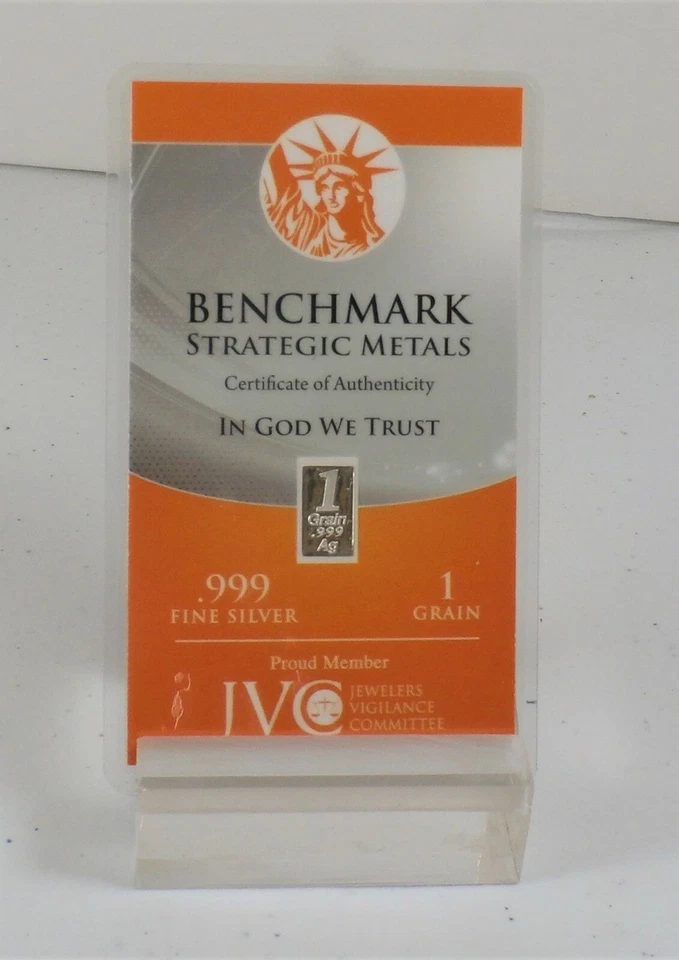 BENCHMARK
STRATEGIC METALS
Certificate of Authenticity
IN GOD WE TRUST
1
Grain
.999
Ag
.999
FINE SILVER
1
GRAIN
Proud Member
JVC
JEWELERS
VIGILANCE
COMMITTEE